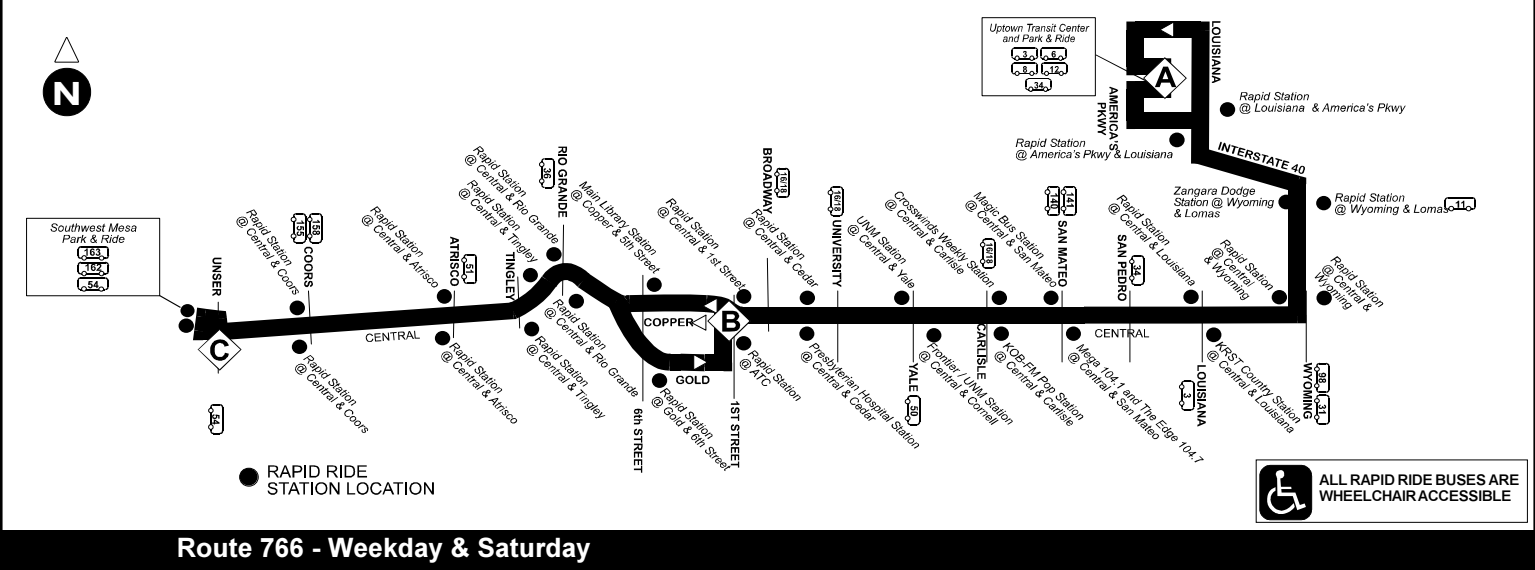 Uptown Transit Center
and Park & Ride
3
6
8
12
34
A
LOUISIANA
AMERICA'S
PKWY
Rapid Station
@ Louisiana & America's Pkwy
Rapid Station
@ America's Pkwy & Louisiana
INTERSTATE 40
Zangara Dodge
Station @ Wyoming
& Lomas
Rapid Station
@ Wyoming & Lomas
11
N
Southwest Mesa
Park & Ride
163
162
54
UNSER
C
54
Rapid Station
@ Central & Coors
155
158
COORS
Rapid Station
@ Central & Coors
CENTRAL
Rapid Station
@ Central & Atrisco
ATRISCO
51
Rapid Station
@ Central & Atrisco
Rapid Station
@ Central & Tingley
TINGLEY
Rapid Station
@ Central & Tingley
Rapid Station
@ Central & Rio Grande
36
RIO GRANDE
Rapid Station
@ Central & Rio Grande
Main Library Station
@ Copper & 5th Street
COPPER
GOLD
6th STREET
Rapid Station
@ Gold & 6th Street
Rapid Station
@ Central & 1st Street
B
1ST STREET
Rapid Station
@ ATC
BROADWAY
16/18
Rapid Station
@ Central & Cedar
Presbyterian Hospital Station
@ Central &
Cedar
16/18
UNIVERSITY
UNM Station
@ Central & Yale
YALE
50
Frontier / UNM Station
@ Central & Cornell
Crosswinds Weekly Station
@ Central & Carlisle
16/18
CARLISLE
KOB-FM Pop Station
@ Central & Carlisle
Magic Bus Station
@ Central & San Mateo
140
141
SAN MATEO
Mega 104.1 and The Edge 104.7
@ Central & San Mateo
SAN PEDRO
34
CENTRAL
Rapid Station
@ Central & Louisiana
LOUISIANA
3
KRST Country Station
@ Central & Louisiana
Rapid Station
@ Central
& Wyoming
Rapid Station
@ Central &
Wyoming
WYOMING
98
31
RAPID RIDE
STATION LOCATION
ALL RAPID RIDE BUSES ARE
WHEELCHAIR ACCESSIBLE
Route 766 - Weekday & Saturday